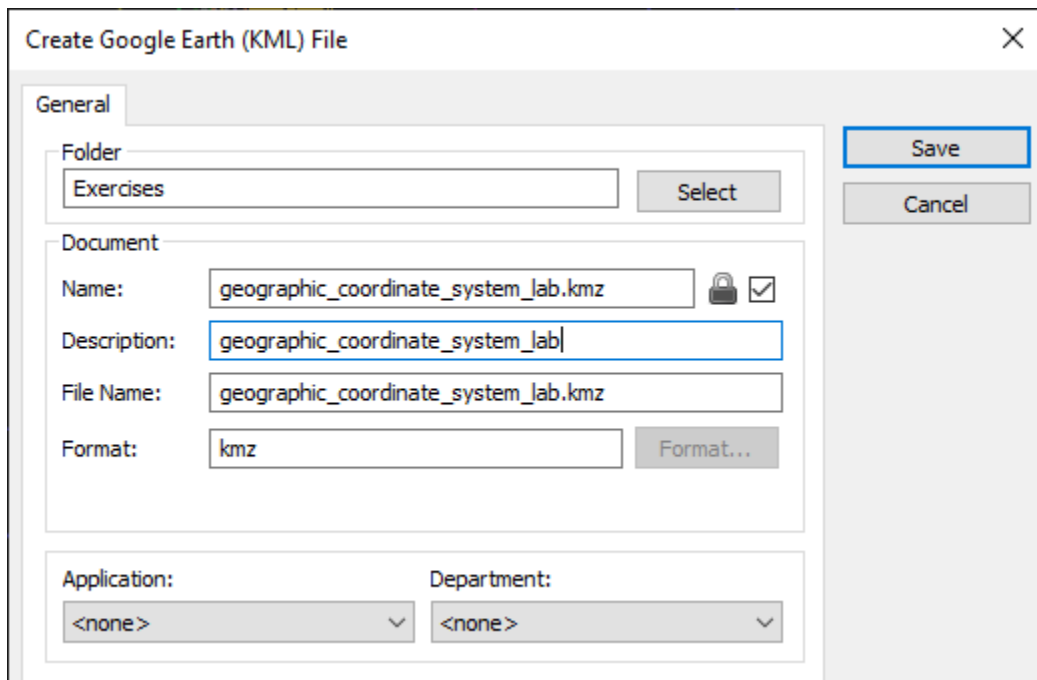 Create Google Earth (KML) File
General
Folder
Exercises
Select
Save
Cancel
Document
Name: geographic_coordinate_system_lab.kmz
Description: geographic_coordinate_system_lab
File Name: geographic_coordinate_system_lab.kmz
Format: kmz Format...
Application: Department:
<none> <none>